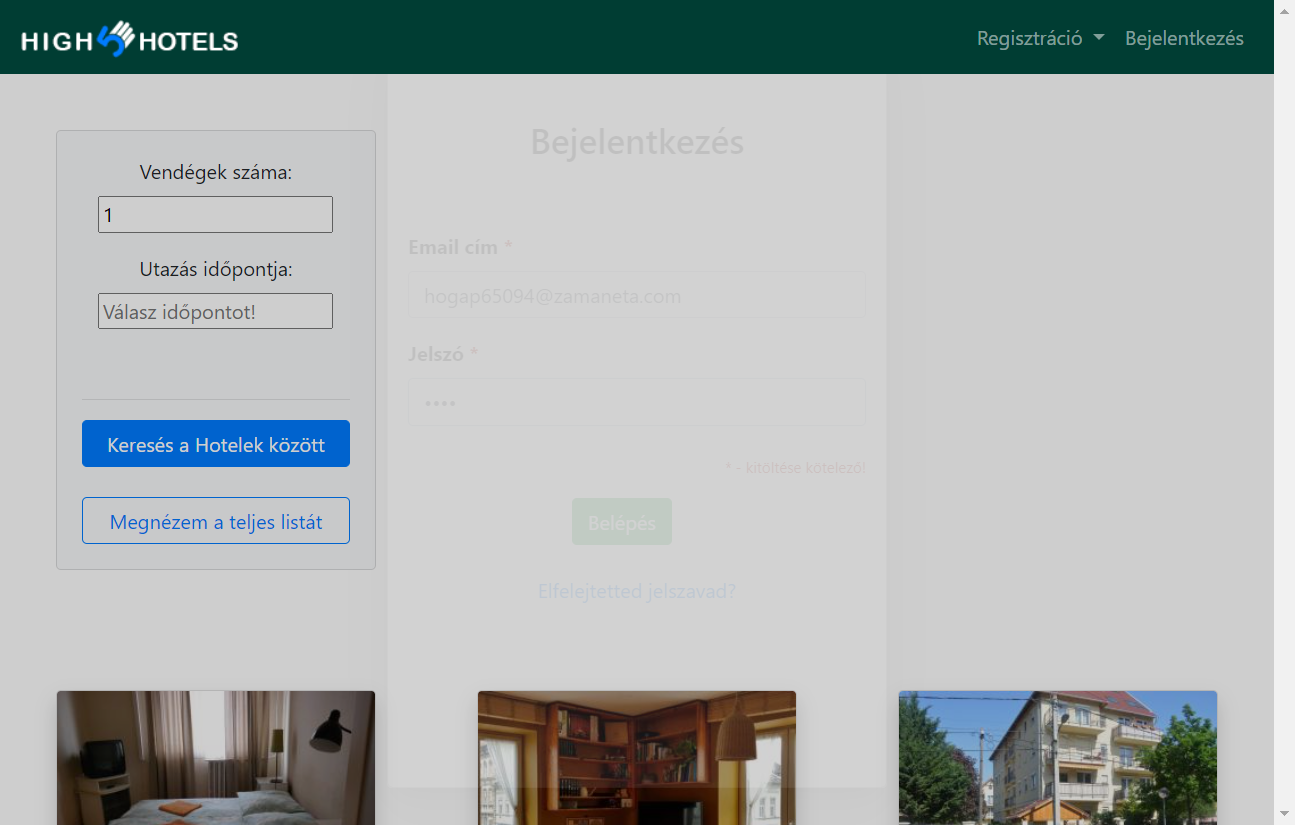 HIGH HOTELS
Regisztráció
Bejelentkezés
Vendégek száma:
1
Utazás időpontja:
Válasz időpontot!
Keresés a Hotelek között
Megnézem a teljes listát
Bejelentkezés
Email cím *
hogap65094@zamaneta.com
Jelszó *
••••
* - kitöltése kötelező!
Belépés
Elfelejtetted jelszavad?